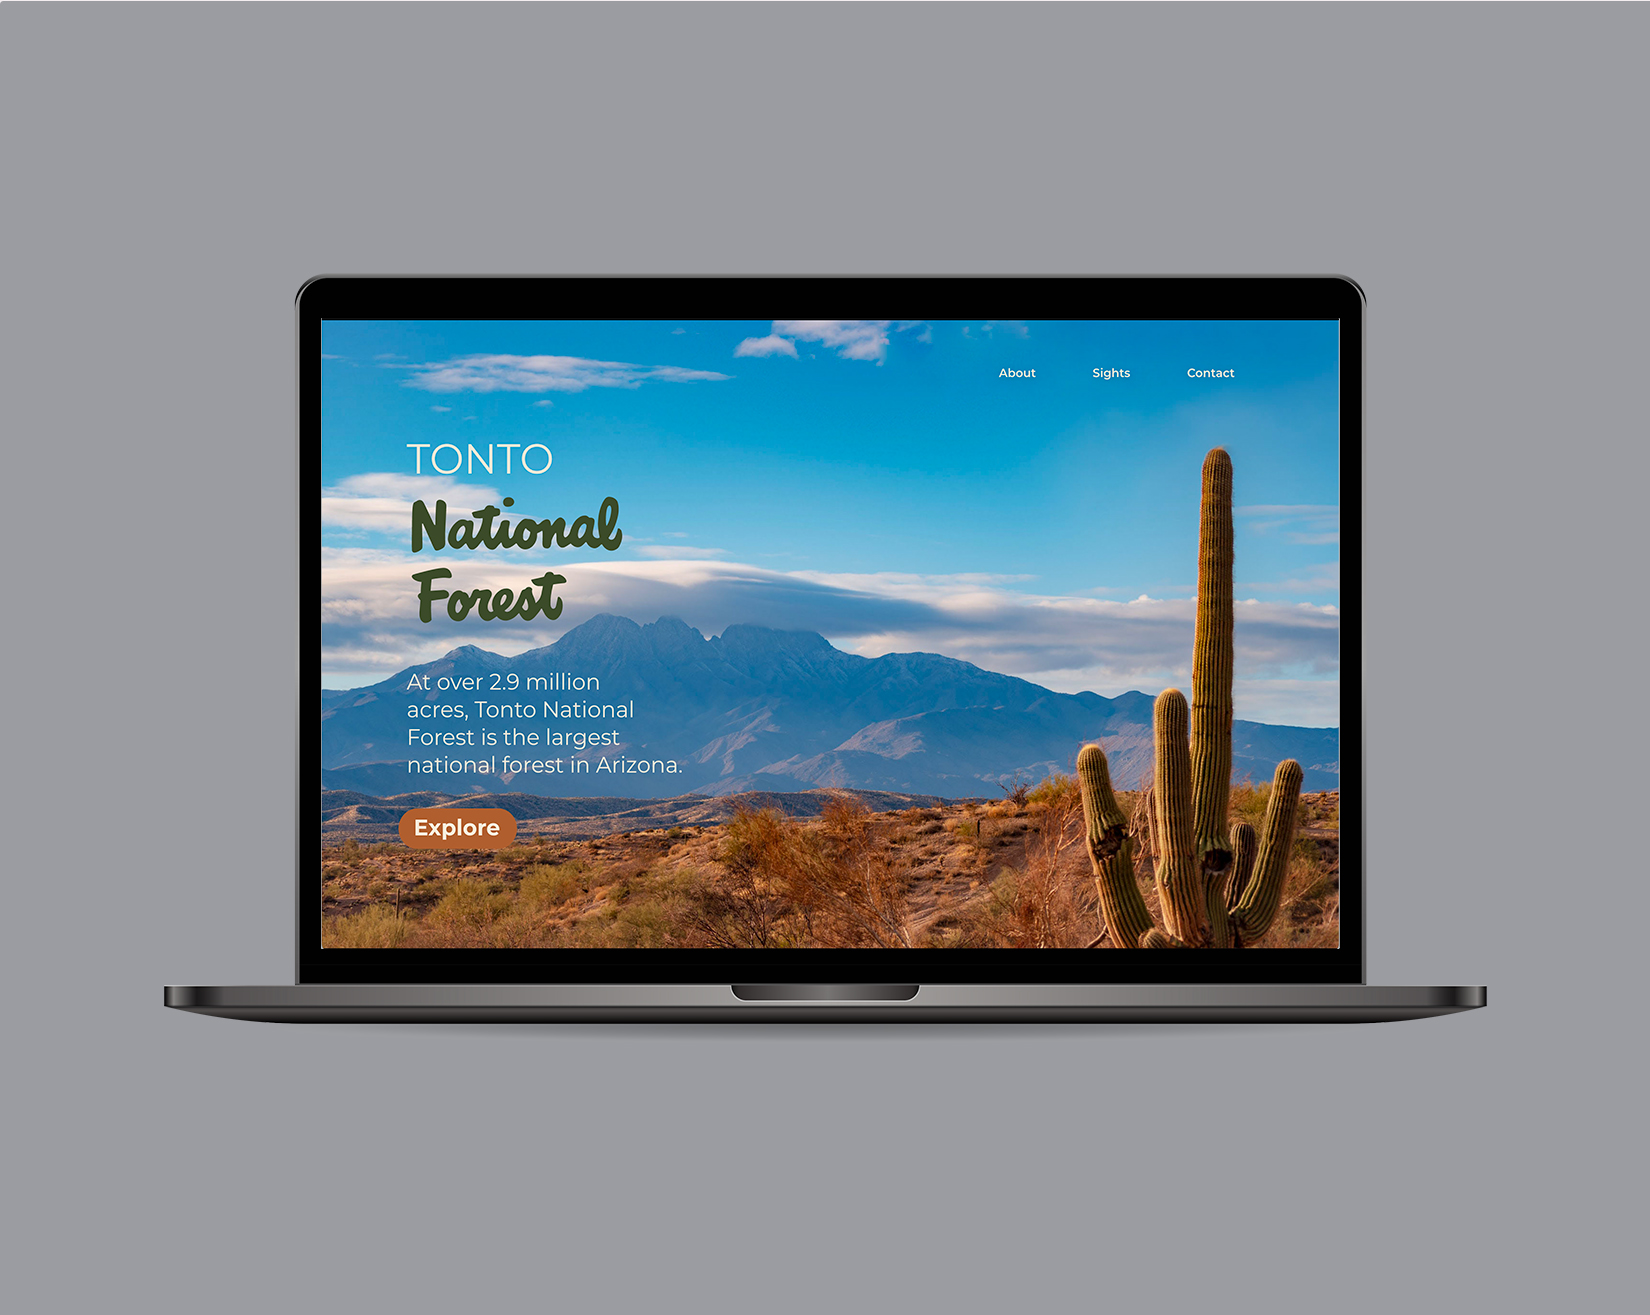 About Sights Contact
TONTO
National
Forest
At over 2.9 million
acres, Tonto National
Forest is the largest
national forest in Arizona.
Explore